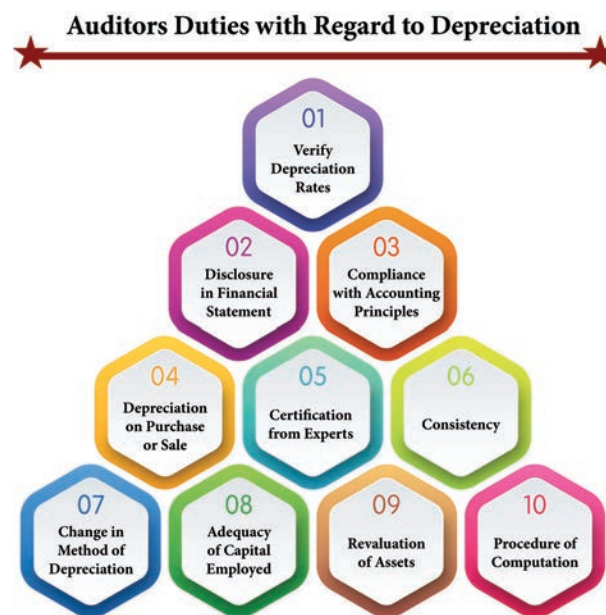 Auditors Duties with Regard to Depreciation
01
Verify
Depreciation
Rates
02
Disclosure
in Financial
Statement
03
Compliance
with Accounting
Principles
04
Depreciation
on Purchase
or Sale
05
Certification
from Experts
06
Consistency
07
Change in
Method of
Depreciation
08
Adequacy
of Capital
Employed
09
Revaluation
of Assets
10
Procedure of
Computation